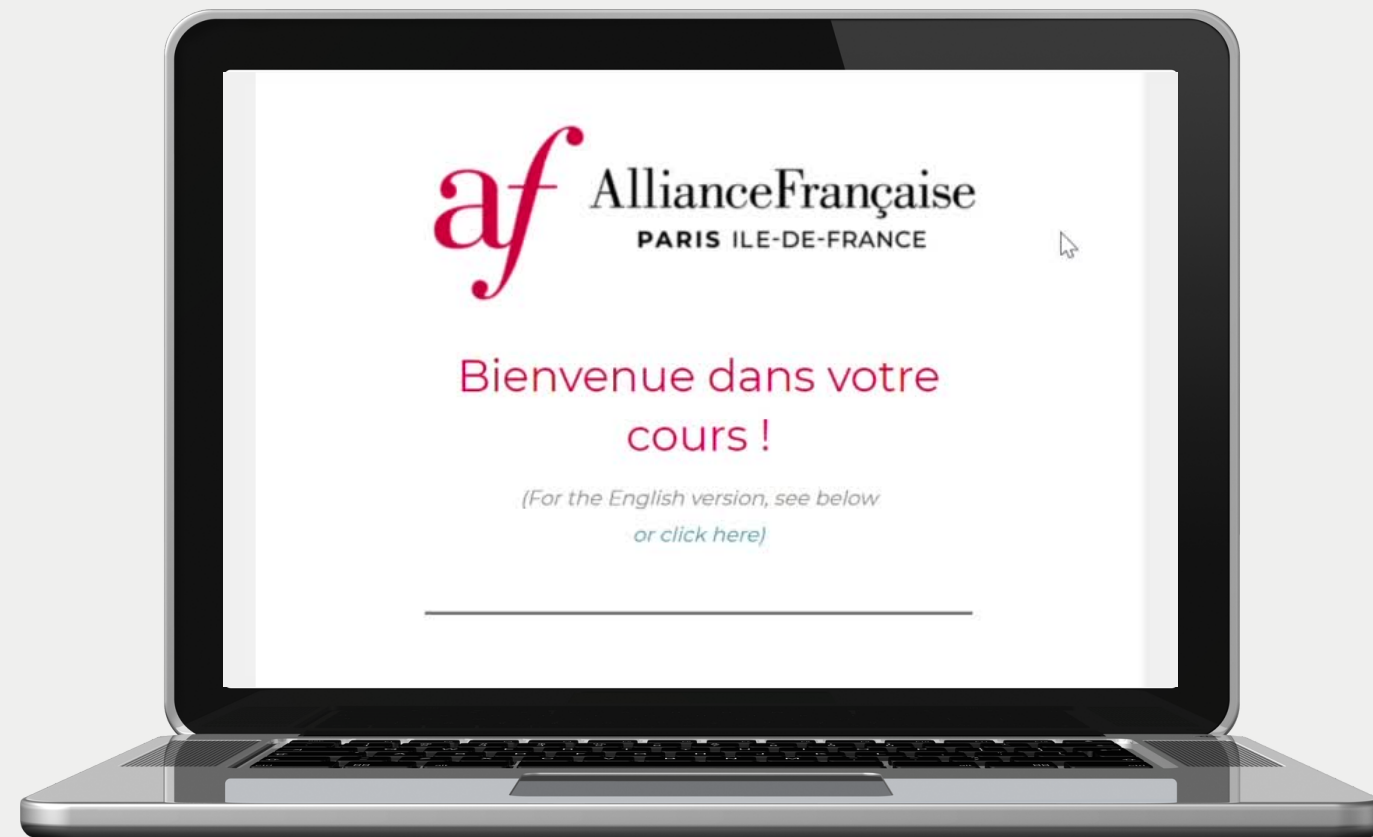 af AllianceFrançaise
PARIS ILE-DE-FRANCE
Bienvenue dans votre
cours !
(For the English version, see below
or click here)